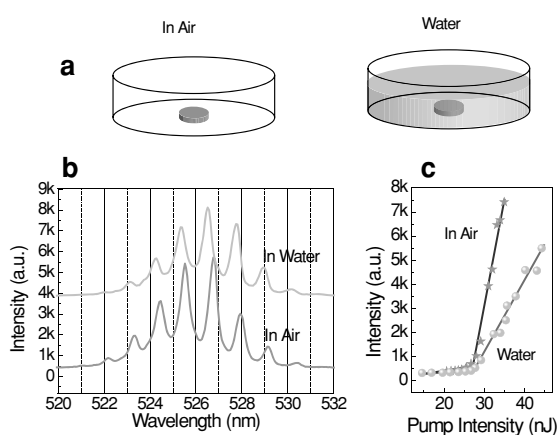 In Air
Water
a
b
c
9k
8k
7k
6k
5k
4k
3k
2k
1k
0
Intensity (a.u.)
In Water
In Air
520 522 524 526 528 530 532
Wavelength (nm)
8k
7k
6k
5k
4k
3k
2k
1k
0
Intensity (a.u.)
In Air
Water
20 30 40
Pump Intensity (nJ)